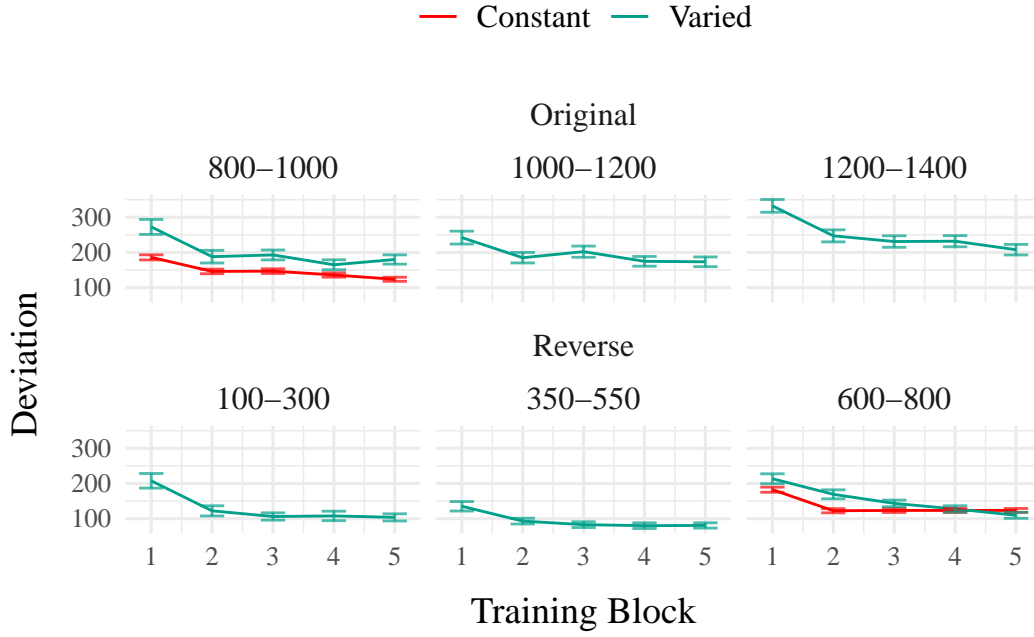 Constant Varied
Original
800–1000 1000–1200 1200–1400
300
200
100
Deviation
Reverse
100–300 350–550 600–800
300
200
100
1 2 3 4 5 1 2 3 4 5 1 2 3 4 5
Training Block